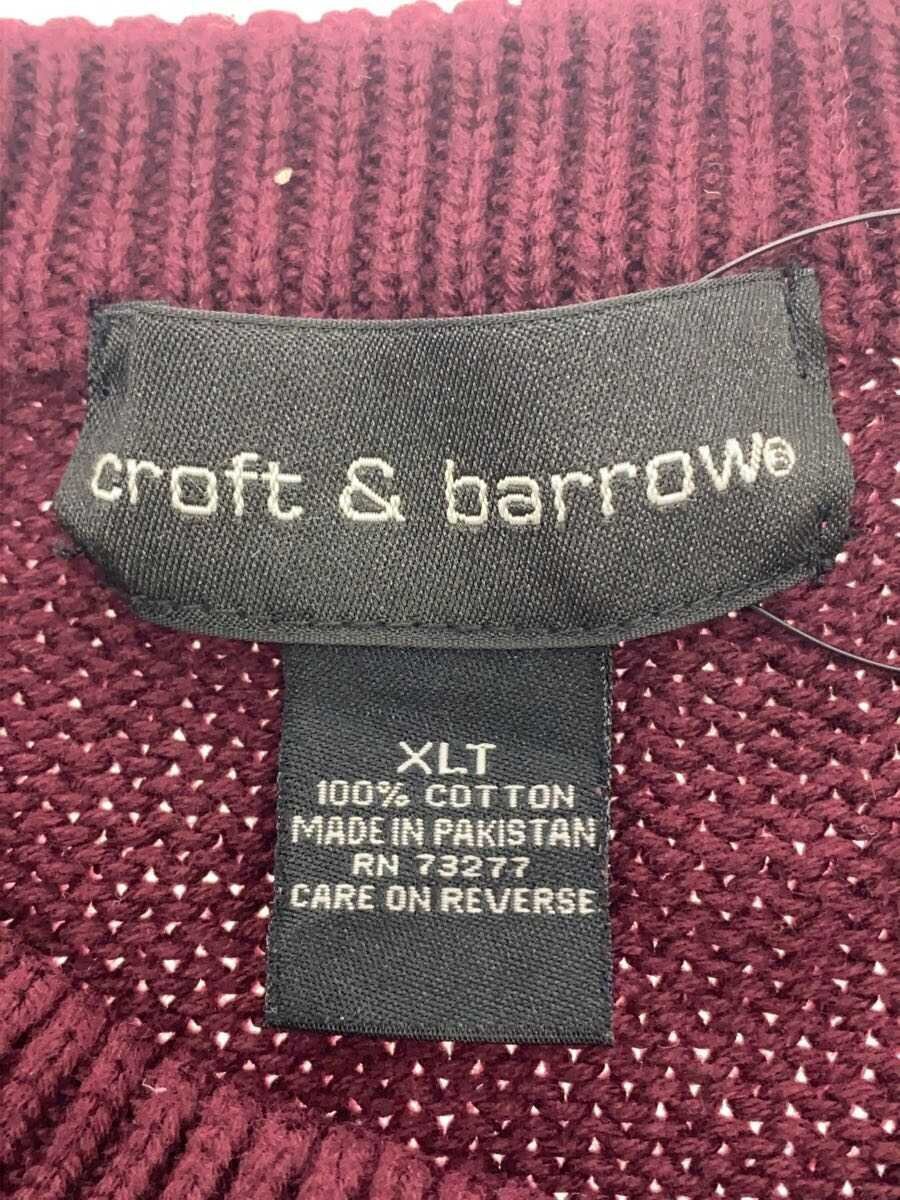 croft & barrow®
XLT
100% COTTON
MADE IN PAKISTAN
RN 73277
CARE ON REVERSE